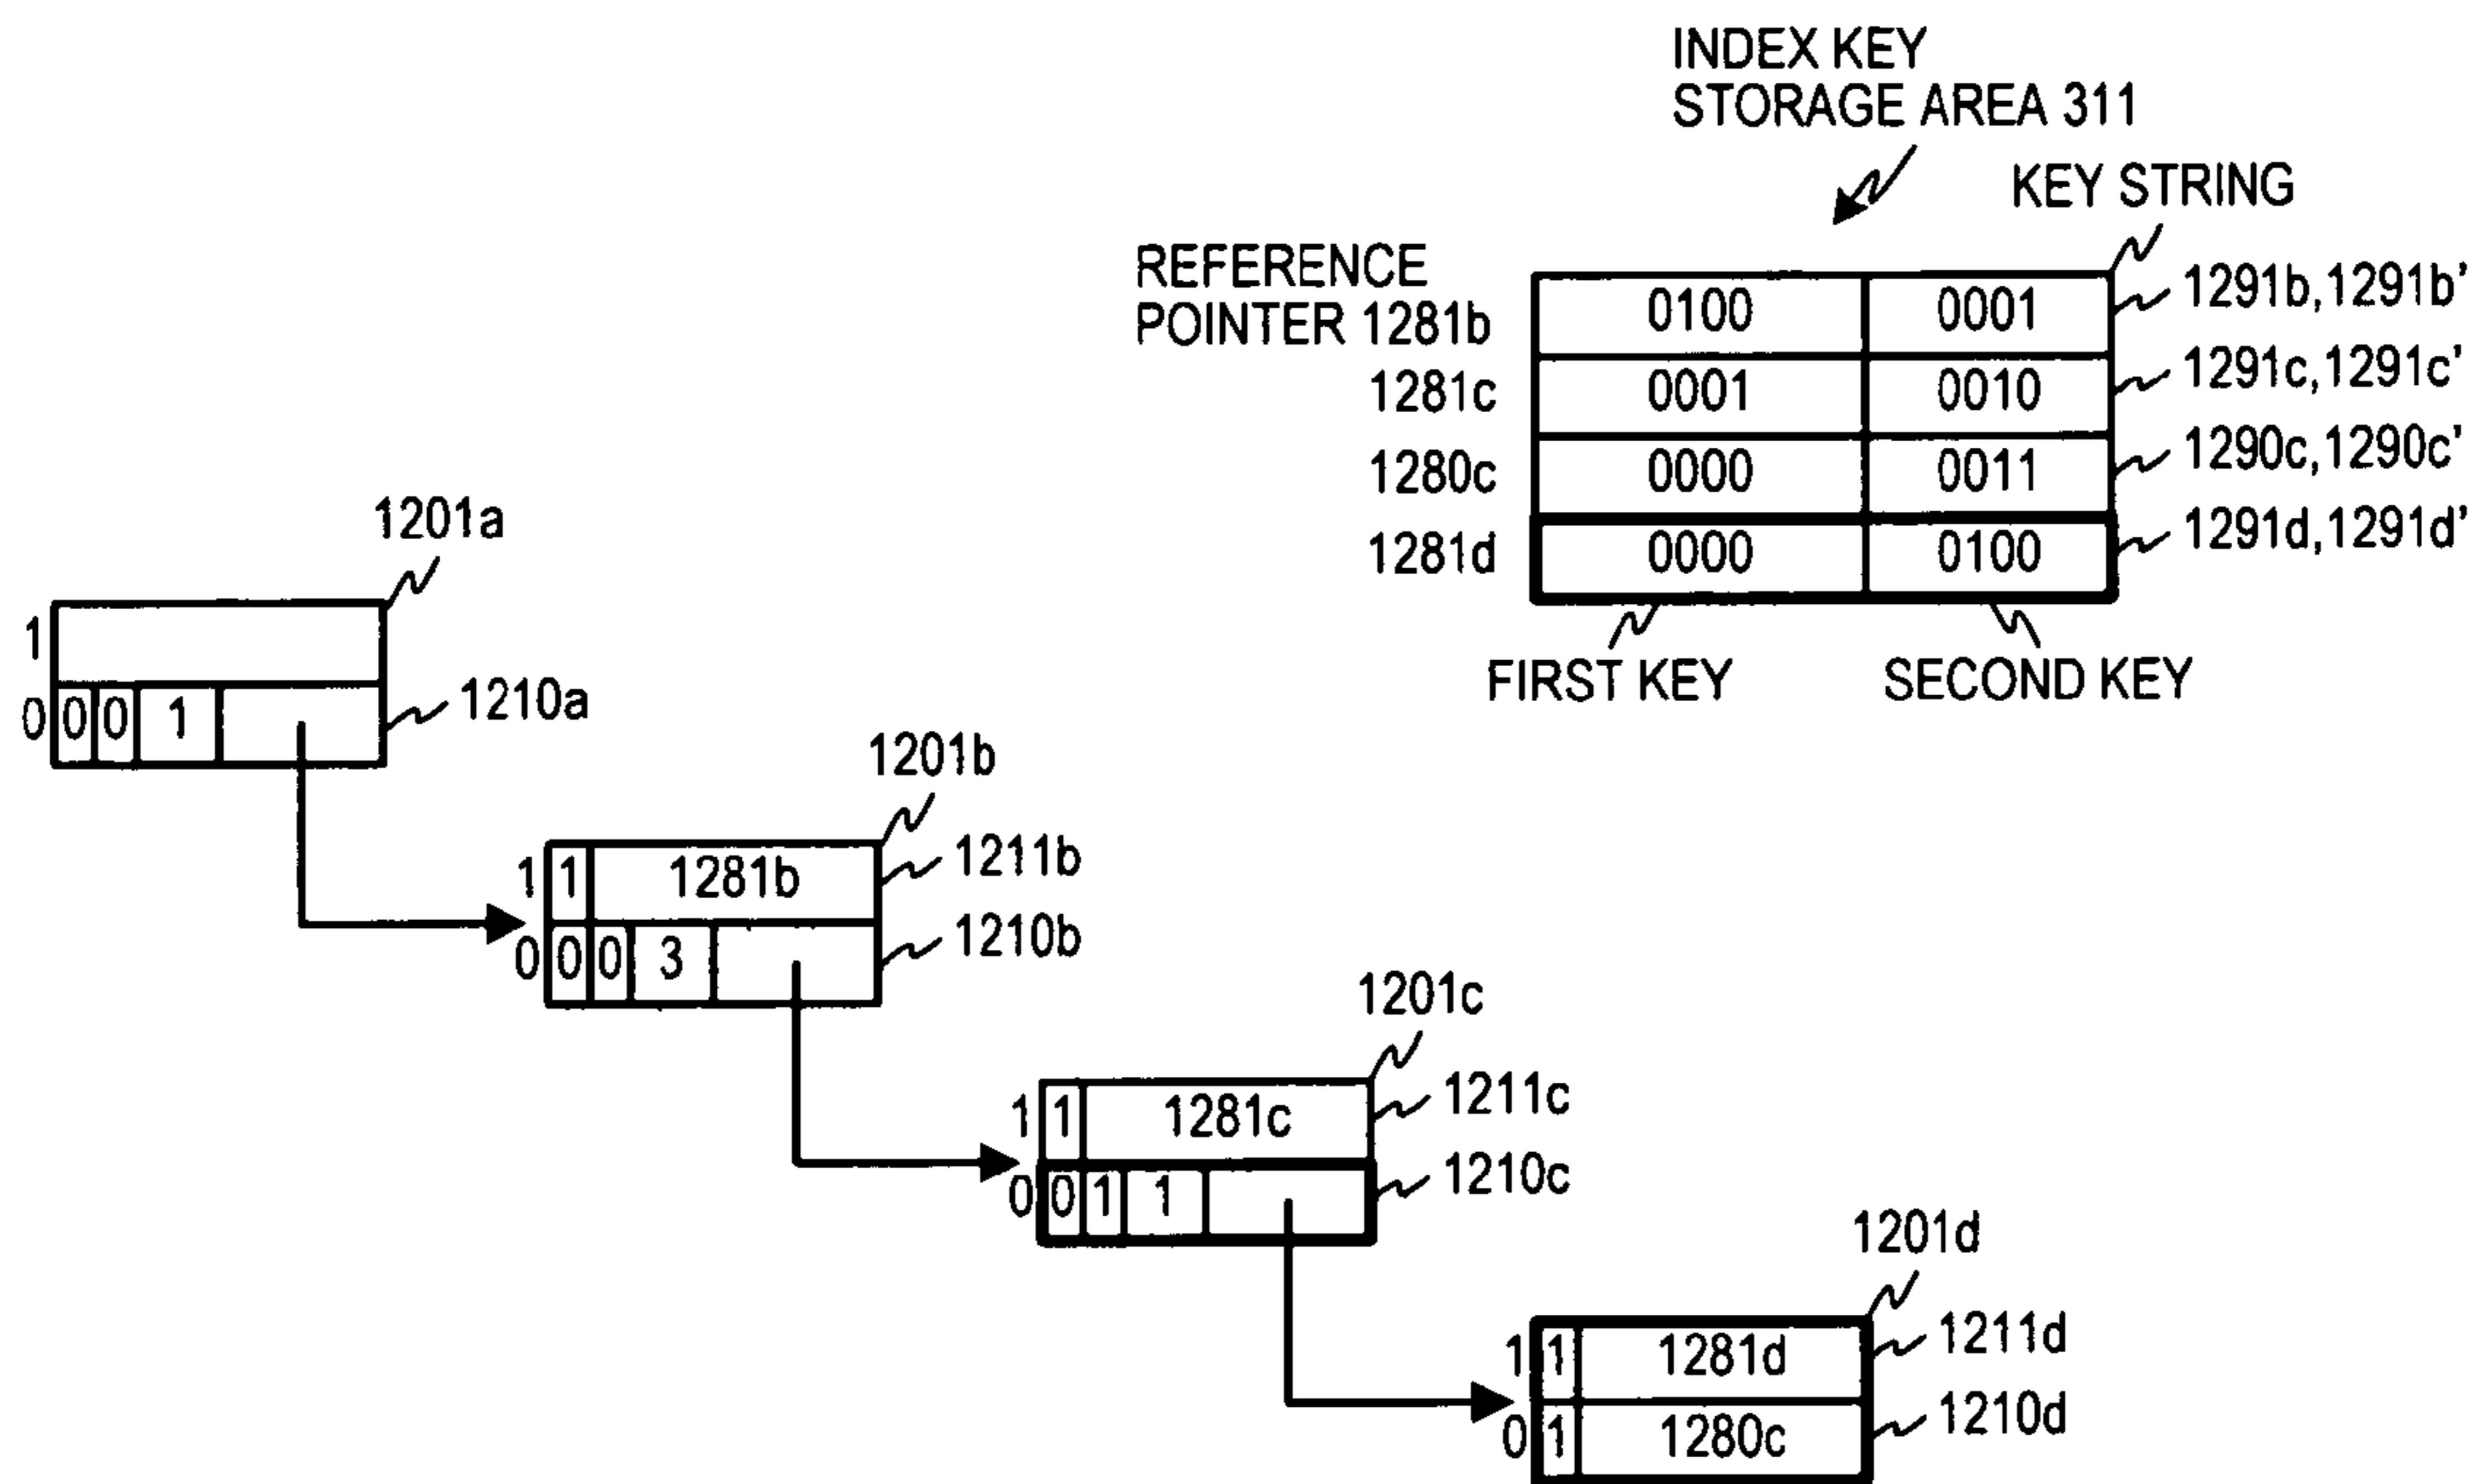 INDEX KEY
STORAGE AREA 311
KEY STRING
REFERENCE
POINTER 1281b 0100 0001 1291b,1291b'
1281c 0001 0010 1291c,1291c'
1280c 0000 0011 1290c,1290c'
1281d 0000 0100 1291d,1291d'
FIRST KEY SECOND KEY
1201a
1
0 0 0 1 1210a
1201b
1 1 1281b 1211b
0 0 0 3 1210b
1201c
1 1 1281c 1211c
0 0 1 1 1210c
1201d
1 1 1281d 1211d
0 1 1280c 1210d